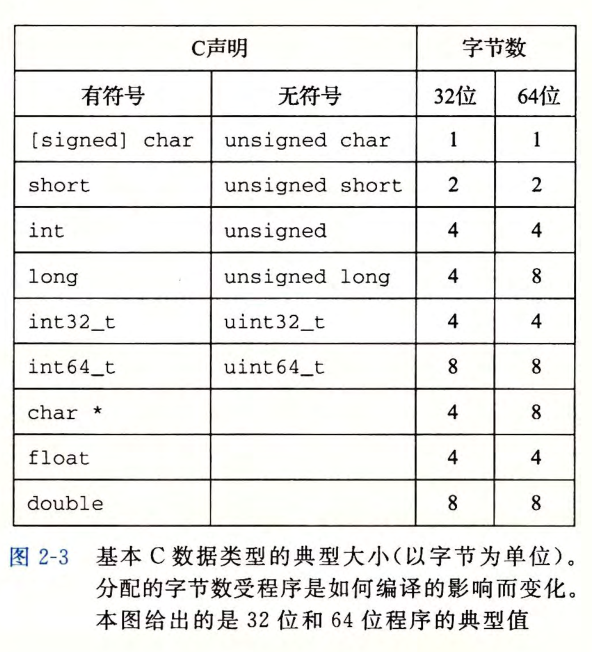 C声明 字节数
有符号 无符号 32位 64位
[signed] char unsigned char 1 1
short unsigned short 2 2
int unsigned 4 4
long unsigned long 4 8
int32_t uint32_t 4 4
int64_t uint64_t 8 8
char * 4 8
float 4 4
double 8 8
图 2-3 基本 C 数据类型的典型大小(以字节为单位)。
分配的字节数受程序是如何编译的影响而变化。
本图给出的是 32 位和 64 位程序的典型值